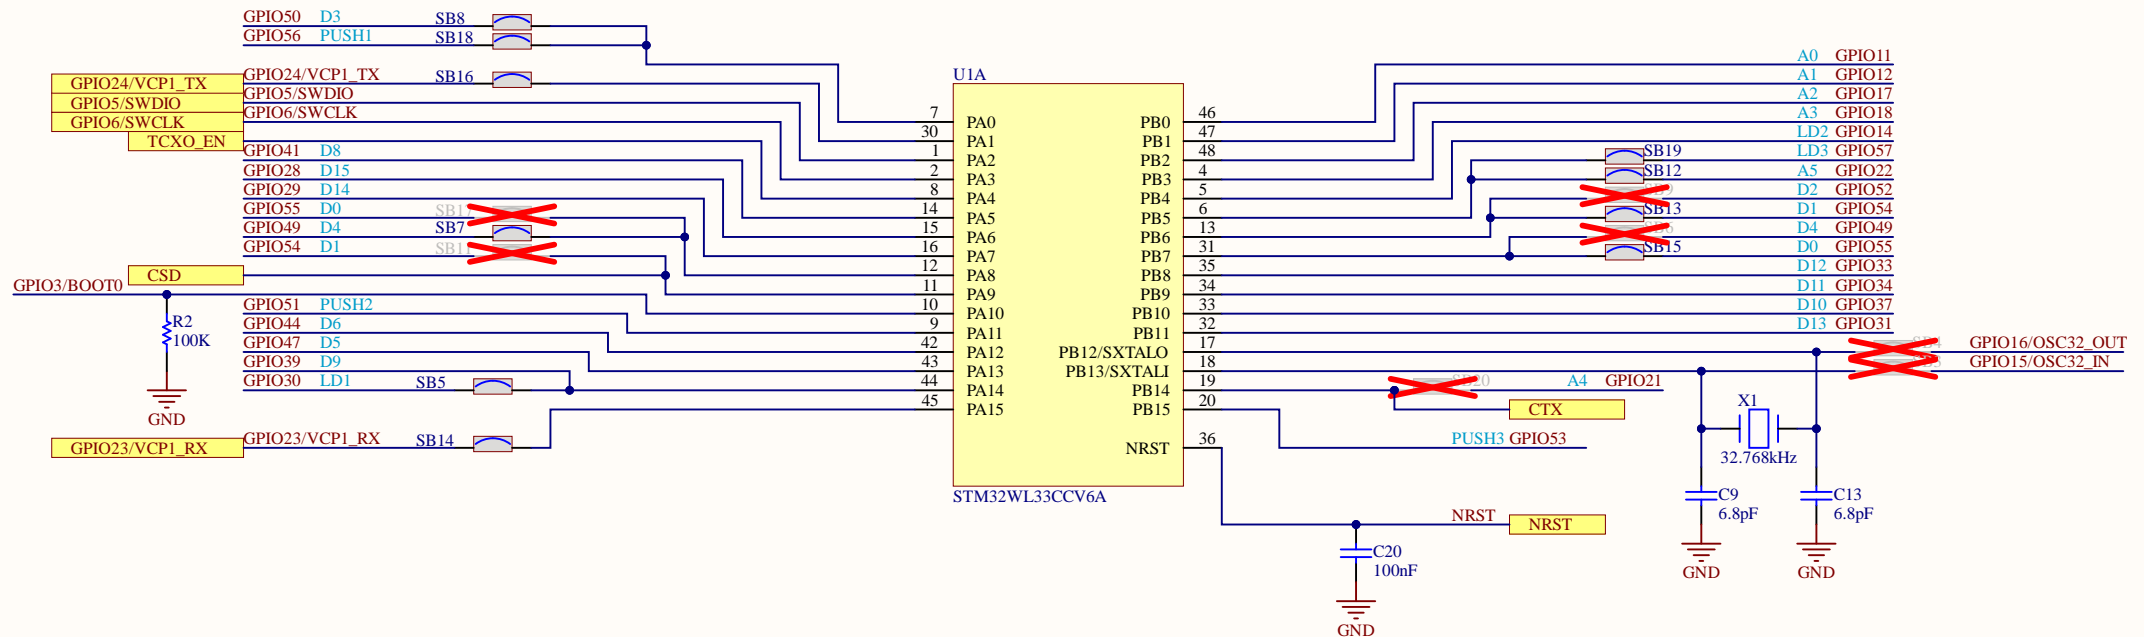 GPIO50 D3 SB8
GPIO56 PUSH1 SB18
GPIO24/VCP1_TX GPIO24/VCP1_TX SB16
GPIO5/SWDIO GPIO5/SWDIO
GPIO6/SWCLK GPIO6/SWCLK
TCXO_EN
GPIO41 D8
GPIO28 D15
GPIO29 D14
GPIO55 D0
GPIO49 D4 SB7
GPIO54 D1
CSD
GPIO3/BOOT0
GPIO51 PUSH2
GPIO44 D6
GPIO47 D5
GPIO39 D9
GPIO30 LD1 SB5
R2
100K
GND
GPIO23/VCP1_RX GPIO23/VCP1_RX SB14
U1A
7 PA0
30 PA1
1 PA2
2 PA3
8 PA4
14 PA5
15 PA6
16 PA7
12 PA8
11 PA9
10 PA10
9 PA11
42 PA12
43 PA13
44 PA14
45 PA15
PB0 46
PB1 47
PB2 48
PB3 4
PB4 5
PB5 6
PB6 13
PB7 31
PB8 35
PB9 34
PB10 33
PB11 32
PB12/SXTALO 17
PB13/SXTALI 18
PB14 19
PB15 20
NRST 36
STM32WL33CCV6A
A0 GPIO11
A1 GPIO12
A2 GPIO17
A3 GPIO18
LD2 GPIO14
SB19 LD3 GPIO57
SB12 A5 GPIO22
D2 GPIO52
SB13 D1 GPIO54
D4 GPIO49
SB15 D0 GPIO55
D12 GPIO33
D11 GPIO34
D10 GPIO37
D13 GPIO31
GPIO16/OSC32_OUT
GPIO15/OSC32_IN
SB20 A4 GPIO21
CTX
PUSH3 GPIO53
X1
32.768kHz
C9
6.8pF
GND
C13
6.8pF
GND
NRST NRST
C20
100nF
GND